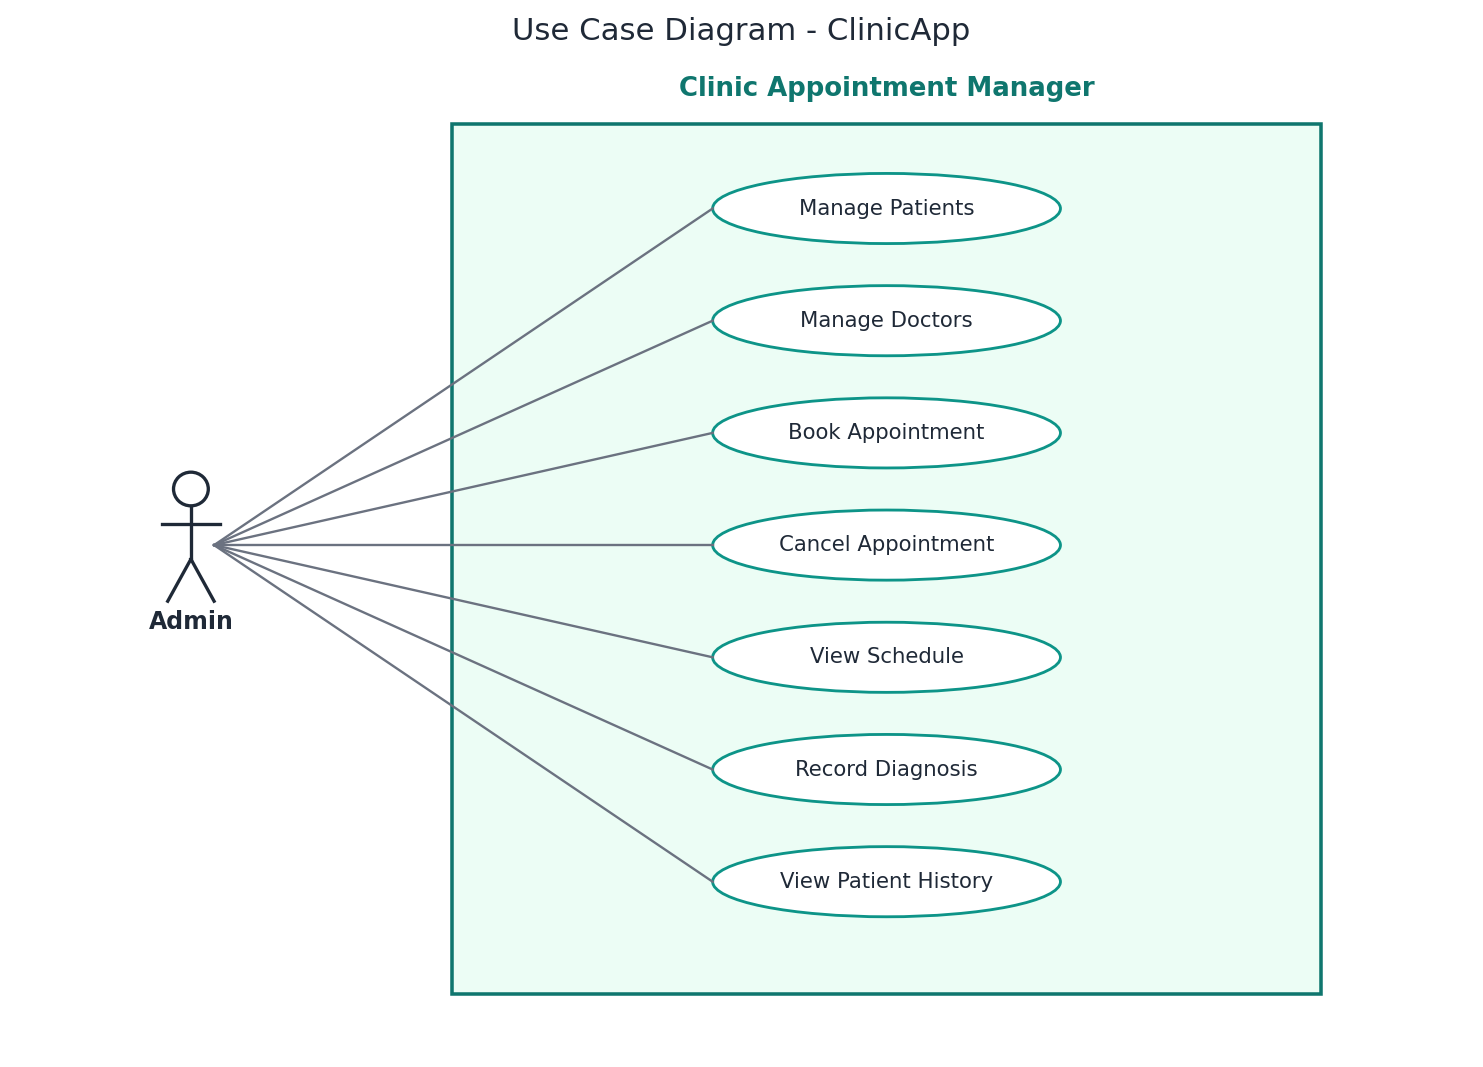 Use Case Diagram - ClinicApp
Clinic Appointment Manager
Manage Patients
Manage Doctors
Book Appointment
Cancel Appointment
View Schedule
Record Diagnosis
View Patient History
Admin